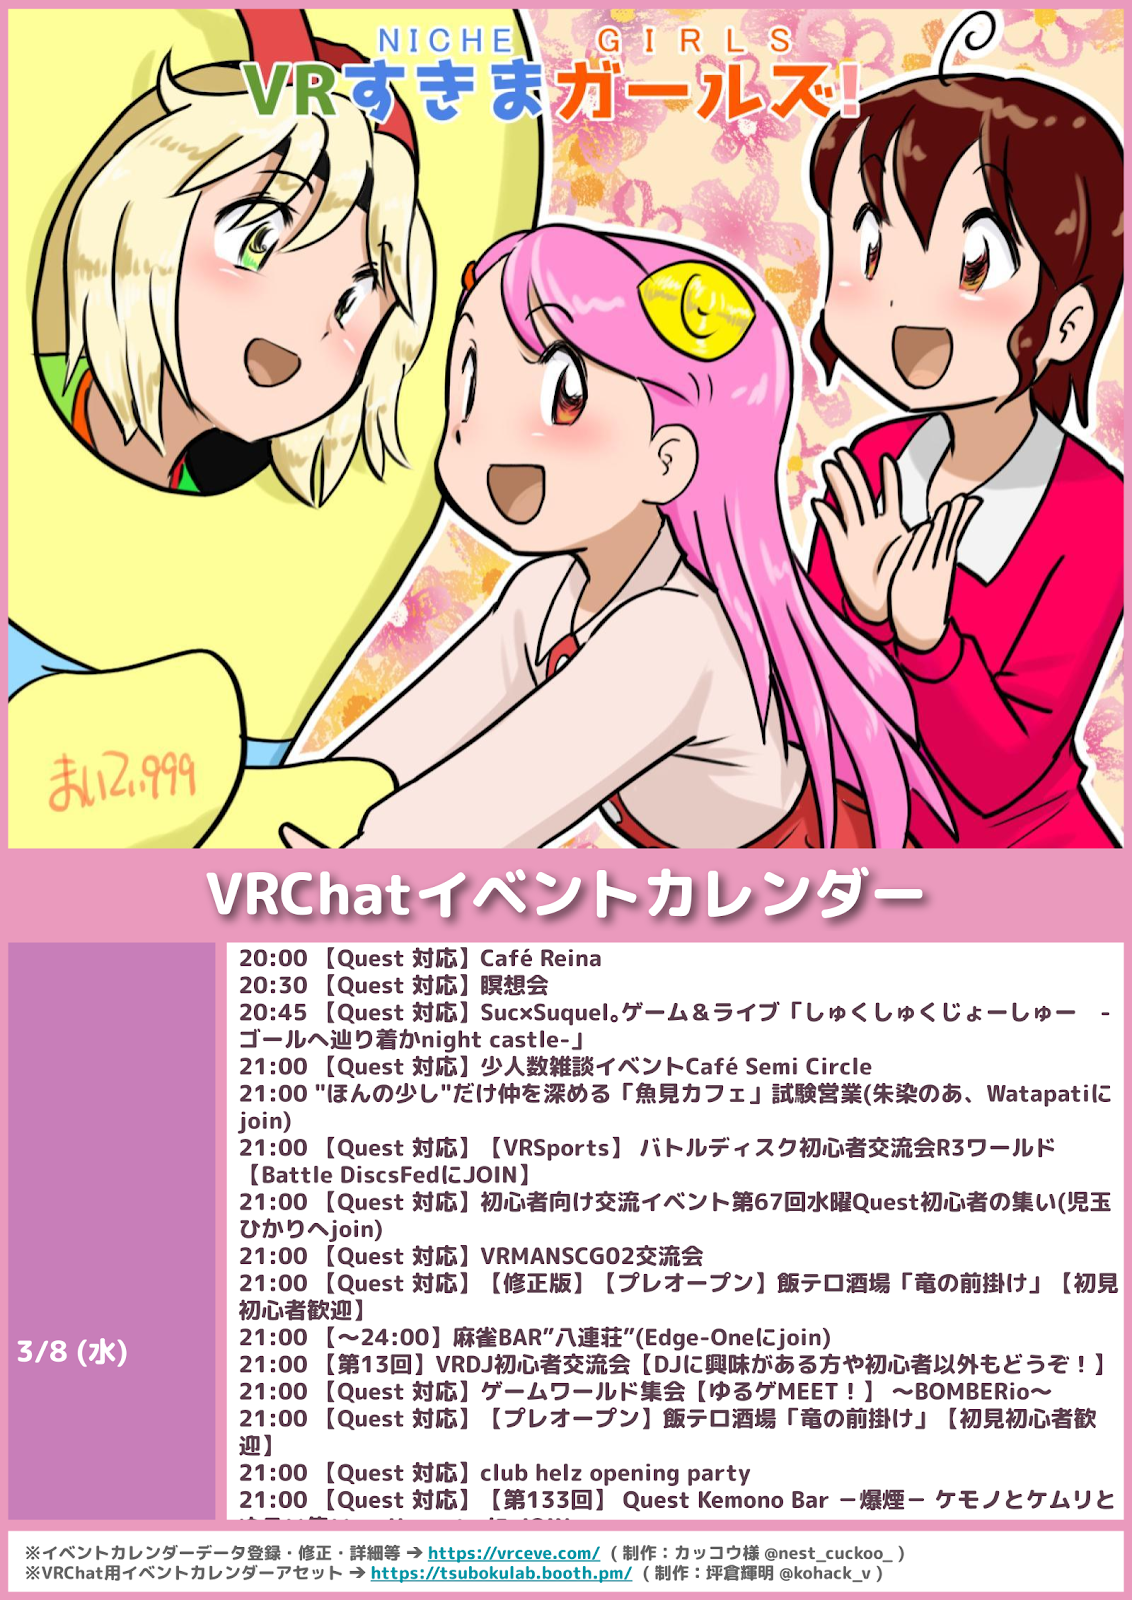 NICHE GIRLS
VRすきまガールズ!
まいてぃ999
VRChatイベントカレンダー
3/8 (水)
20:00 【Quest 対応】Café Reina
20:30 【Quest 対応】瞑想会
20:45 【Quest 対応】Suc×Suquel｡ゲーム＆ライブ「しゅくしゅくじょーしゅー　-
ゴールへ辿り着かnight castle-」
21:00 【Quest 対応】少人数雑談イベントCafé Semi Circle
21:00 "ほんの少し"だけ仲を深める「魚見カフェ」試験営業(朱染のあ、Watapatiに
join)
21:00 【Quest 対応】【VRSports】 バトルディスク初心者交流会R3ワールド
【Battle DiscsFedにJOIN】
21:00 【Quest 対応】初心者向け交流イベント第67回水曜Quest初心者の集い(児玉
ひかりへjoin)
21:00 【Quest 対応】VRMANSCG02交流会
21:00 【Quest 対応】【修正版】【プレオープン】飯テロ酒場「竜の前掛け」【初見
初心者歓迎】
21:00 【～24:00】麻雀BAR”八連荘”(Edge-Oneにjoin)
21:00 【第13回】VRDJ初心者交流会【DJに興味がある方や初心者以外もどうぞ！】
21:00 【Quest 対応】ゲームワールド集会【ゆるゲMEET！】 ～BOMBERio～
21:00 【Quest 対応】【プレオープン】飯テロ酒場「竜の前掛け」【初見初心者歓
迎】
21:00 【Quest 対応】club helz opening party
21:00 【Quest 対応】【第133回】 Quest Kemono Bar －爆煙－ ケモノとケムリと
※イベントカレンダーデータ登録・修正・詳細等 ➔ https://vrceve.com/ ( 制作：カッコウ様 @nest_cuckoo_ )
※VRChat用イベントカレンダーアセット ➔ https://tsubokulab.booth.pm/ ( 制作：坪倉輝明 @kohack_v )